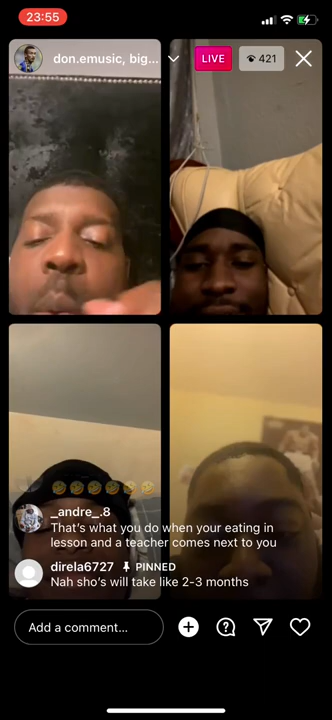 23:55
don.emusic, big...
LIVE
421
🤣🤣🤣🤣🤣🤣
_andre_.8
That's what you do when your eating in
lesson and a teacher comes next to you
direla6727 PINNED
Nah sho's will take like 2-3 months
Add a comment...